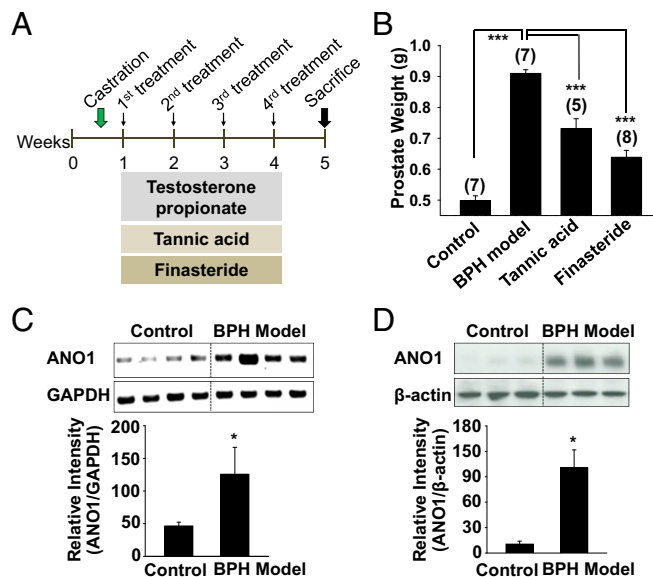 A
Castration
1st treatment
2nd treatment
3rd treatment
4rd treatment
Sacrifice
Weeks
0 1 2 3 4 5
Testosterone
propionate
Tannic acid
Finasteride
B
Prostate Weight (g)
1.0
0.9
0.8
0.7
0.6
0.5
***
(7)
(7)
***
(5)
***
(8)
Control
BPH model
Tannic acid
Finasteride
C
Control BPH Model
ANO1
GAPDH
Relative Intensity
(ANO1/GAPDH)
200
150
100
50
0
*
Control BPH Model
D
Control BPH Model
ANO1
β-actin
Relative Intensity
(ANO1/β-actin)
180
150
120
90
60
30
0
*
Control BPH Model